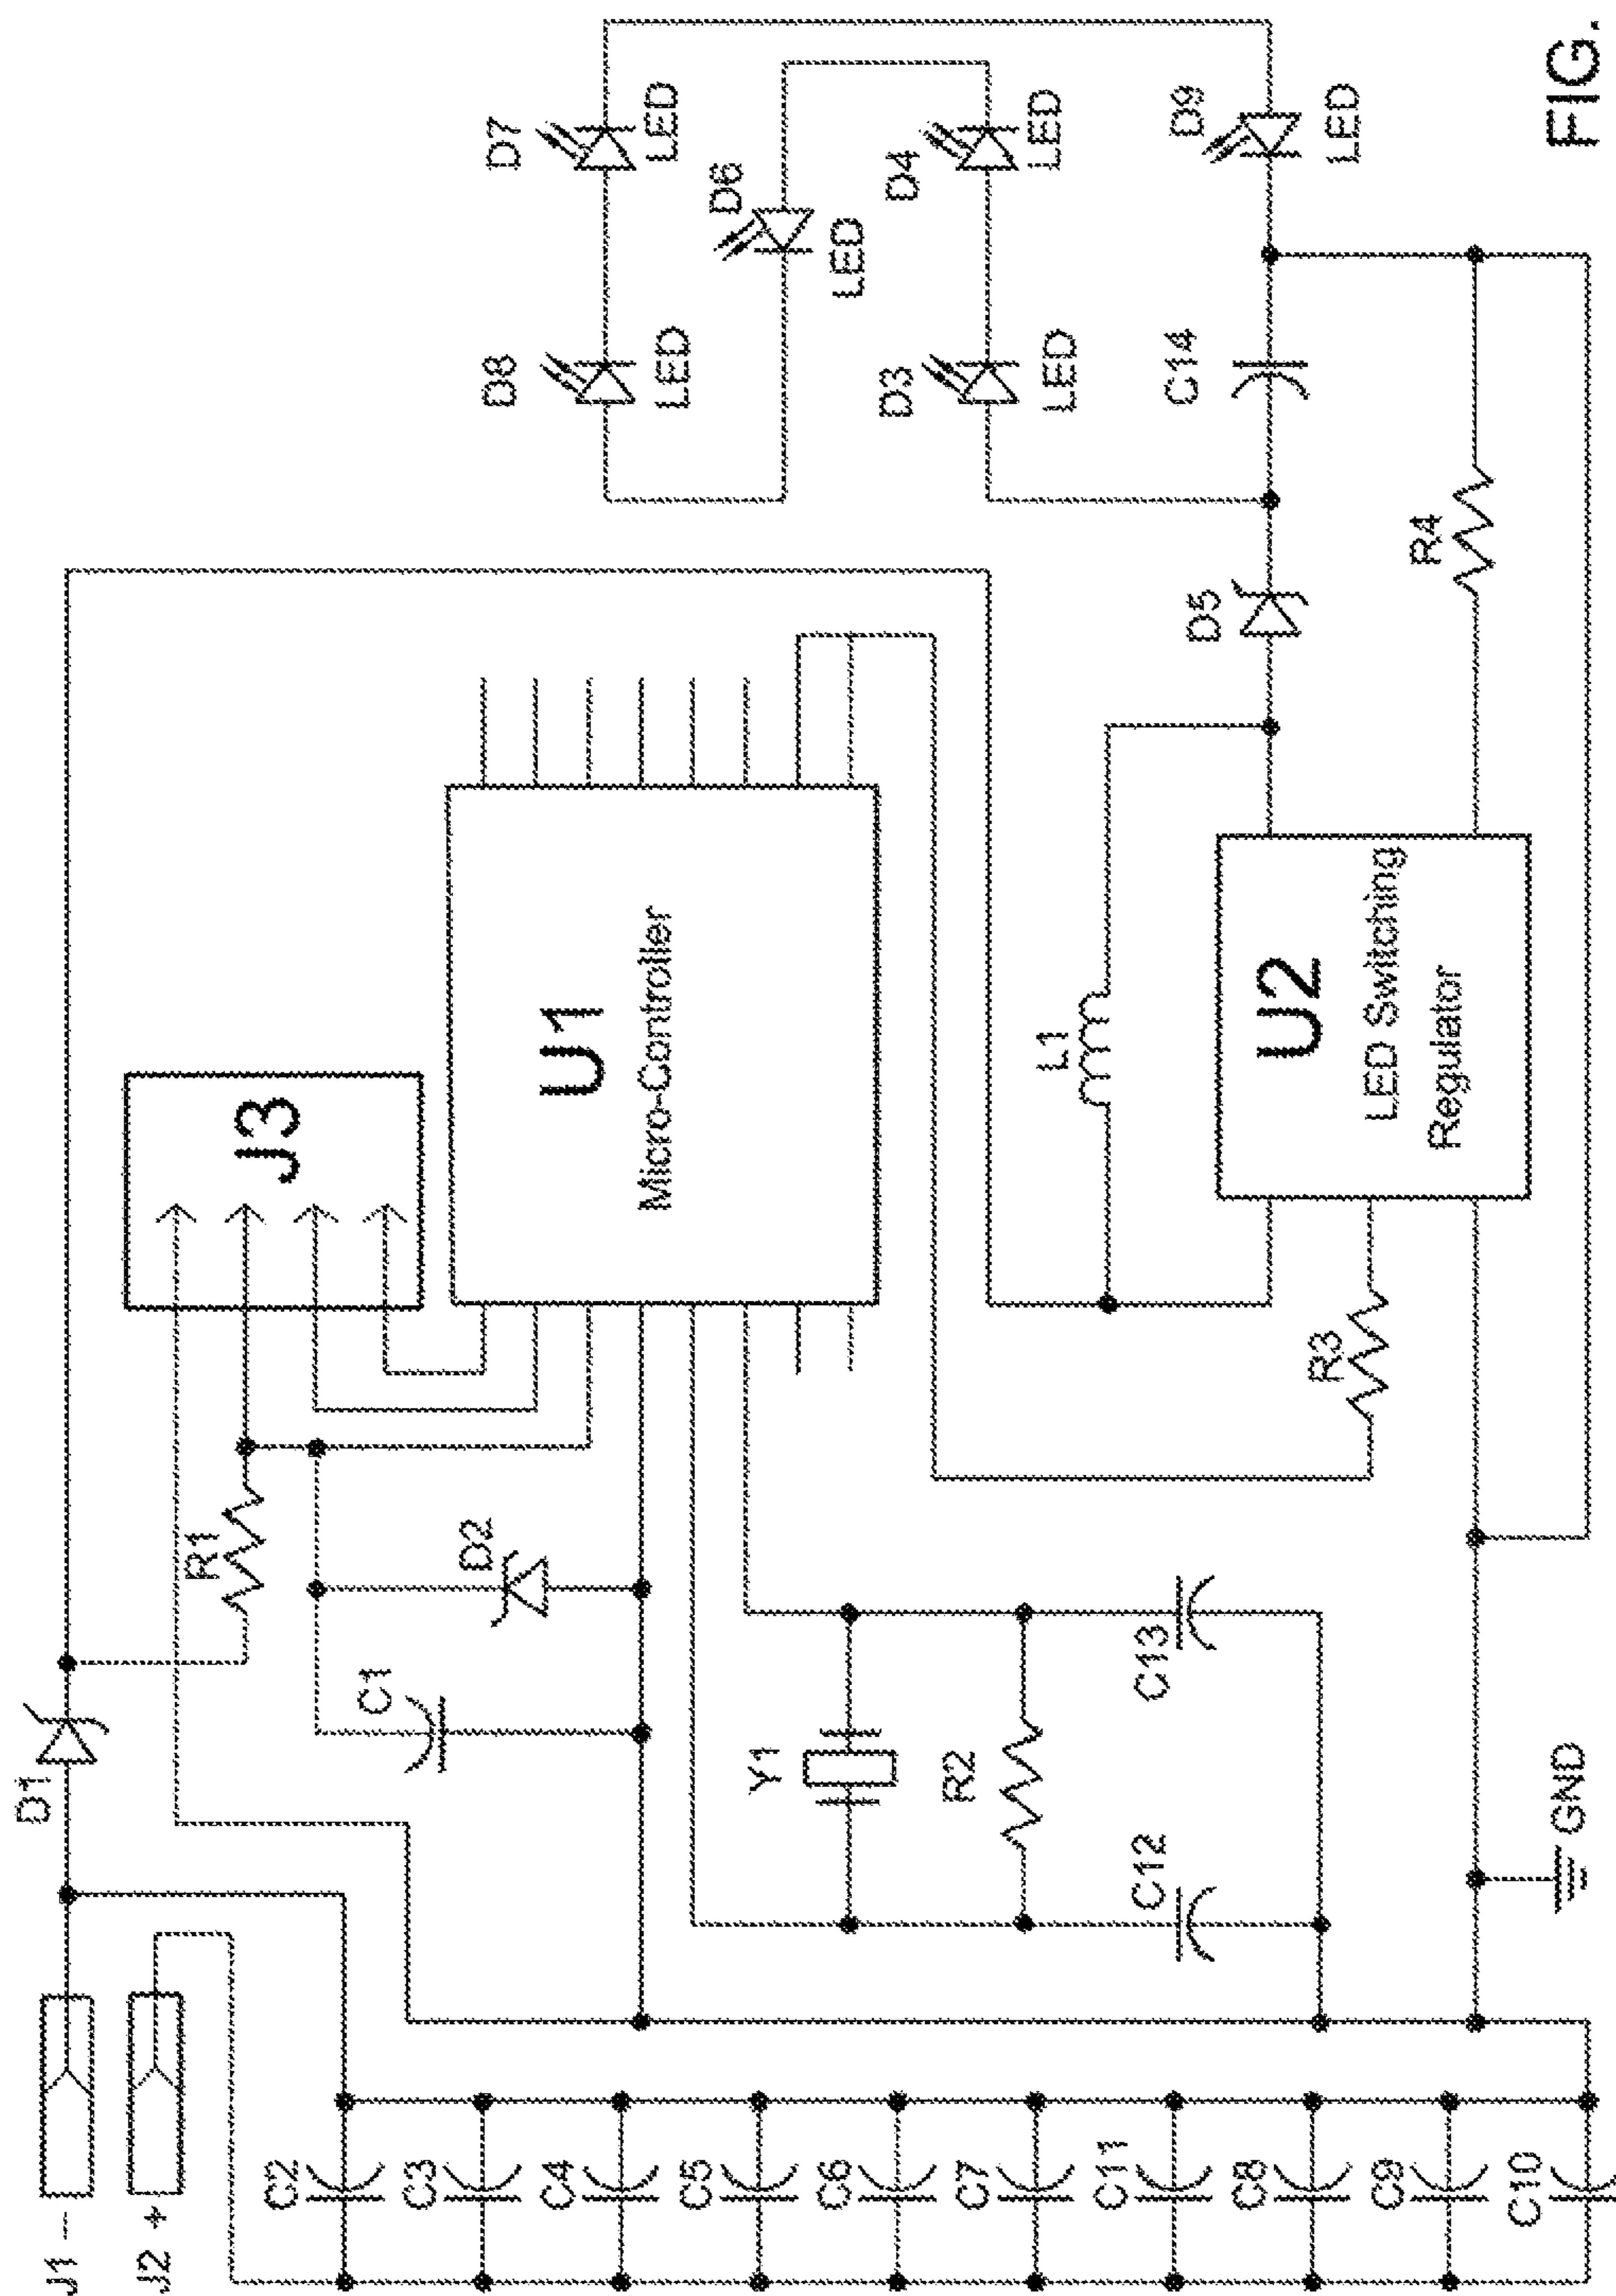 J1 -
J2 +
D1
R1
J3
C1
D2
U1
Micro-Controller
D8
LED
D7
LED
D6
LED
D3
LED
D4
LED
D5
C14
D9
LED
L1
U2
LED Switching
Regulator
R3
R4
Y1
R2
C12
C13
GND
C2
C3
C4
C5
C6
C7
C11
C8
C9
C10
FIG.